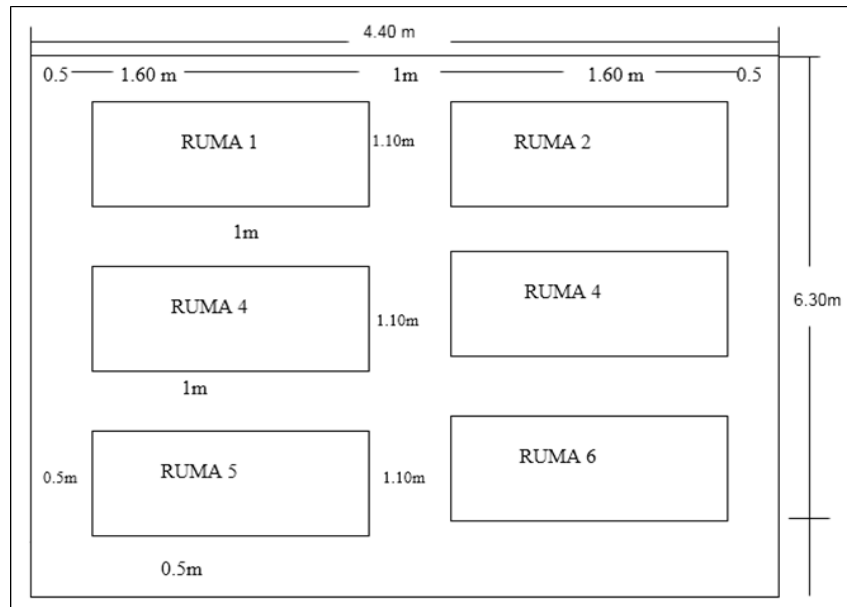 4.40 m
0.5 1.60 m 1m 1.60 m 0.5
RUMA 1 1.10m RUMA 2
1m
RUMA 4 1.10m RUMA 4
6.30m
1m
0.5m RUMA 5 1.10m RUMA 6
0.5m